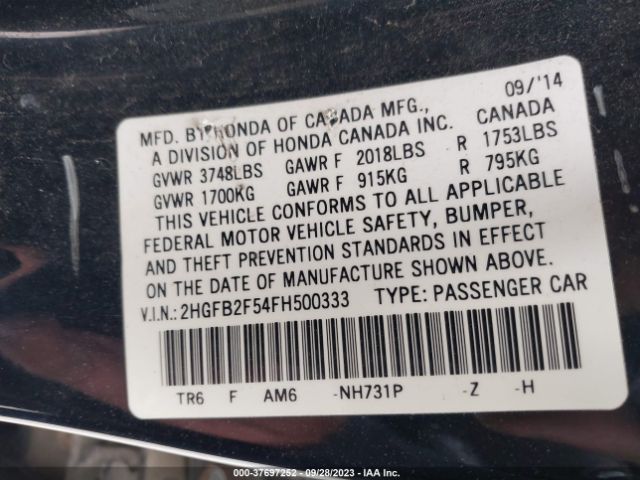 09/'14
MFD. BY HONDA OF CANADA MFG., CANADA
A DIVISION OF HONDA CANADA INC.
GVWR 3748LBS GAWR F 2018LBS R 1753LBS
GVWR 1700KG GAWR F 915KG R 795KG
THIS VEHICLE CONFORMS TO ALL APPLICABLE
FEDERAL MOTOR VEHICLE SAFETY, BUMPER,
AND THEFT PREVENTION STANDARDS IN EFFECT
ON THE DATE OF MANUFACTURE SHOWN ABOVE.
V.I.N.:2HGFB2F54FH500333 TYPE: PASSENGER CAR
TR6 F AM6 -NH731P -Z -H
000-37697252 - 09/28/2023 - IAA Inc.